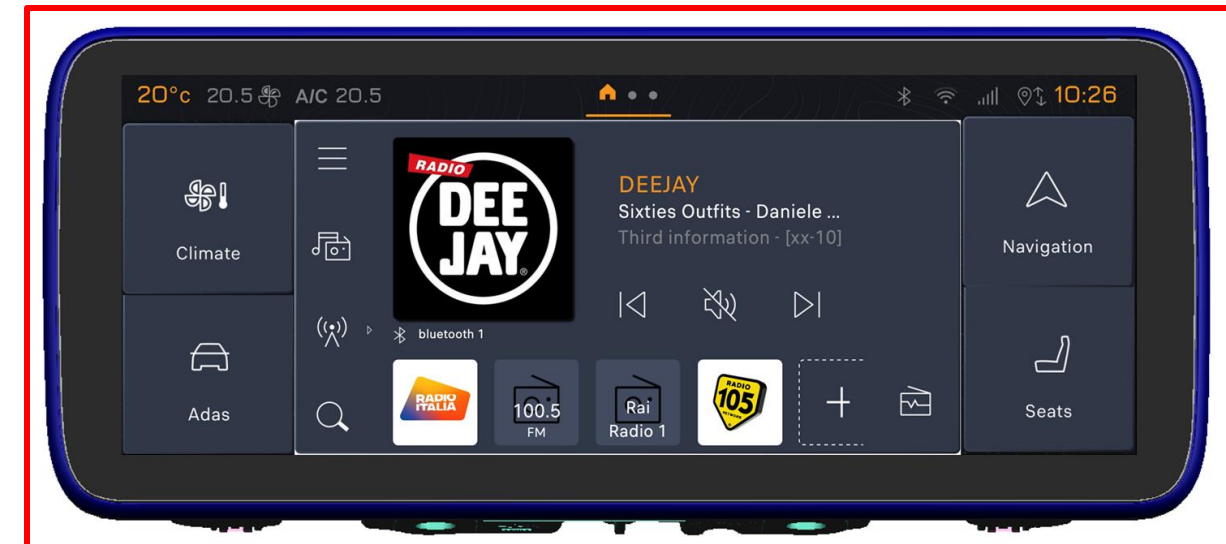 20°c 20.5 A/C 20.5
10:26
Climate
Adas
RADIO
DEE
JAY®
DEEJAY
Sixties Outfits - Daniele ...
Third information - [xx-10]
bluetooth 1
RADIO
ITALIA
100.5
FM
Rai
Radio 1
RADIO
105
NETWORK
Navigation
Seats